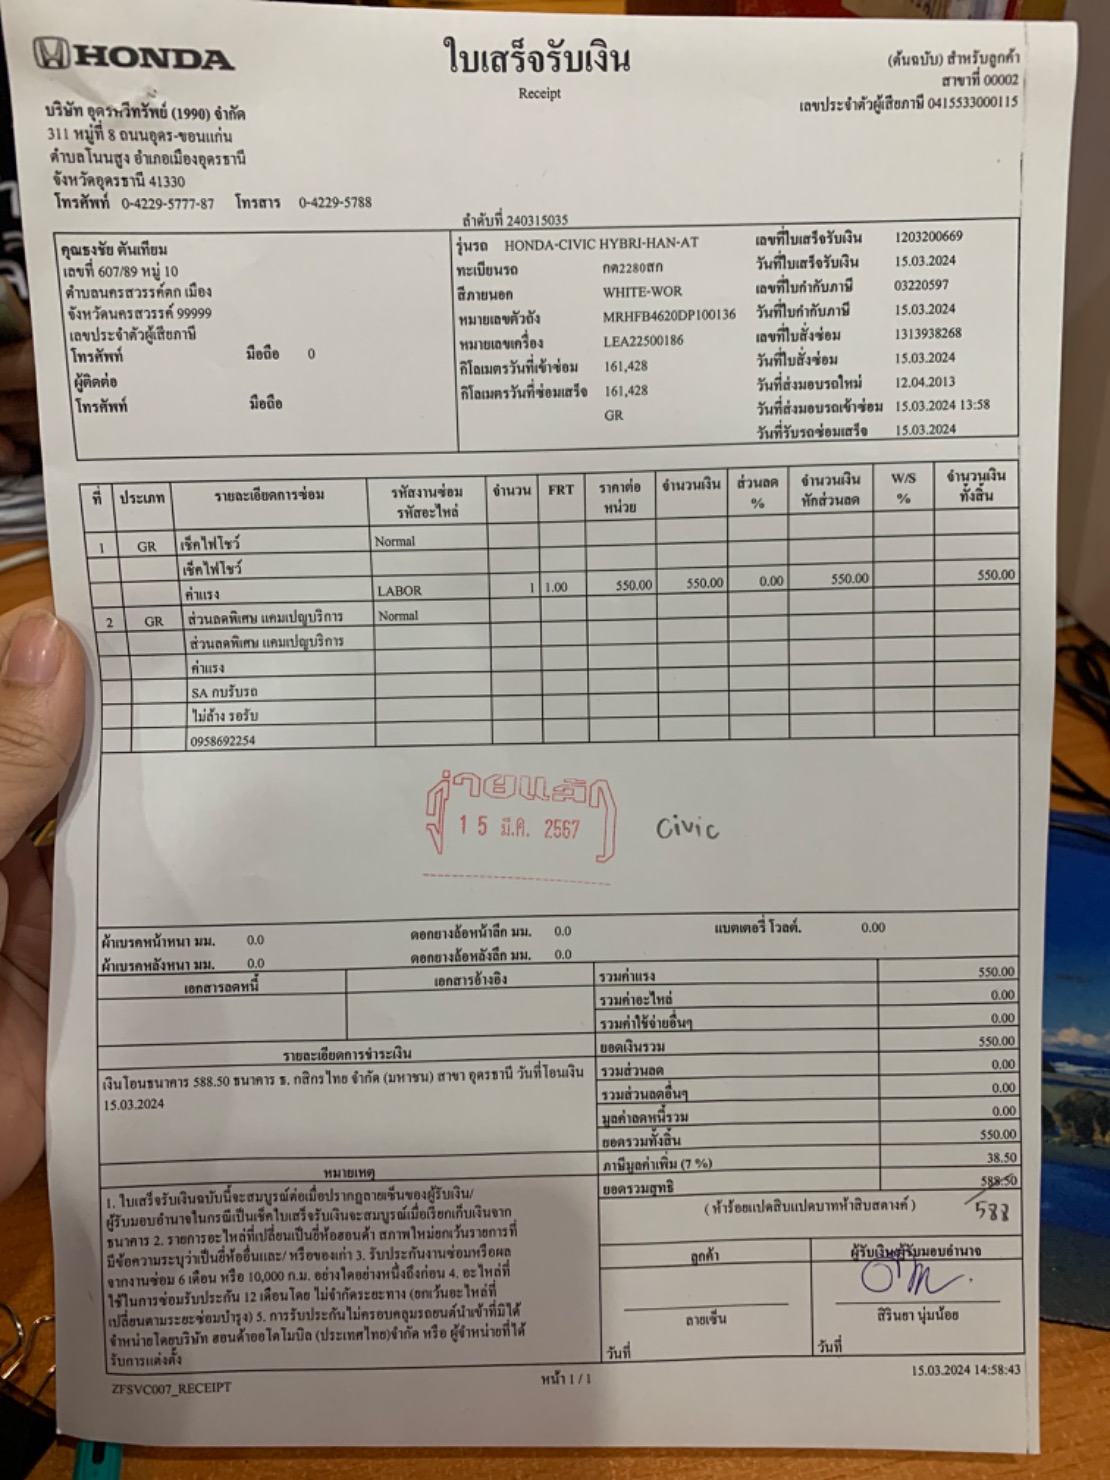 HONDA
ใบเสร็จรับเงิน
Receipt
(ต้นฉบับ) สำหรับลูกค้า
สาขาที่ 00002
เลขประจำตัวผู้เสียภาษี 0415533000115
บริษัท อุดรทวีทรัพย์ (1990) จำกัด
311 หมู่ที่ 8 ถนนอุดร-ขอนแก่น
ตำบลโนนสูง อำเภอเมืองอุดรธานี
จังหวัดอุดรธานี 41330
โทรศัพท์ 0-4229-5777-87 โทรสาร 0-4229-5788
ลำดับที่ 240315035
คุณธงชัย ตันเทียม
เลขที่ 607/89 หมู่ 10
ตำบลนครสวรรค์ตก เมือง
จังหวัดนครสวรรค์ 99999
เลขประจำตัวผู้เสียภาษี
โทรศัพท์ มือถือ 0
ผู้ติดต่อ
โทรศัพท์ มือถือ
รุ่นรถ HONDA-CIVIC HYBRI-HAN-AT
ทะเบียนรถ กต2280สก
สีภายนอก WHITE-WOR
หมายเลขตัวถัง MRHFB4620DP100136
หมายเลขเครื่อง LEA22500186
กิโลเมตรวันที่เข้าซ่อม 161,428
กิโลเมตรวันที่ซ่อมเสร็จ 161,428
GR
เลขที่ใบเสร็จรับเงิน 1203200669
วันที่ใบเสร็จรับเงิน 15.03.2024
เลขที่ใบกำกับภาษี 03220597
วันที่ใบกำกับภาษี 15.03.2024
เลขที่ใบสั่งซ่อม 1313938268
วันที่ใบสั่งซ่อม 15.03.2024
วันที่ส่งมอบรถใหม่ 12.04.2013
วันที่ส่งมอบรถเข้าซ่อม 15.03.2024 13:58
วันที่รับรถซ่อมเสร็จ 15.03.2024
ที่ ประเภท รายละเอียดการซ่อม รหัสงานซ่อม รหัสอะไหล่ จำนวน FRT ราคาต่อหน่วย จำนวนเงิน ส่วนลด % จำนวนเงินหักส่วนลด W/S % จำนวนเงินทั้งสิ้น
1 GR เช็คไฟโชว์ Normal
เช็คไฟโชว์
ค่าแรง LABOR 1 1.00 550.00 550.00 0.00 550.00 550.00
2 GR ส่วนลดพิเศษ แคมเปญบริการ Normal
ส่วนลดพิเศษ แคมเปญบริการ
ค่าแรง
SA กบรับรถ
ไม่ล้าง รอรับ
0958692254
จ่ายแล้ว
15 มี.ค. 2567
civic
ผ้าเบรคหน้าหนา มม. 0.0 ดอกยางล้อหน้าลึก มม. 0.0 แบตเตอรี่ โวลต์. 0.00
ผ้าเบรคหลังหนา มม. 0.0 ดอกยางล้อหลังลึก มม. 0.0
เอกสารลดหนี้ เอกสารอ้างอิง
รายละเอียดการชำระเงิน
เงินโอนธนาคาร 588.50 ธนาคาร ธ. กสิกรไทย จำกัด (มหาชน) สาขา อุดรธานี วันที่โอนเงิน
15.03.2024
รวมค่าแรง 550.00
รวมค่าอะไหล่ 0.00
รวมค่าใช้จ่ายอื่นๆ 0.00
ยอดเงินรวม 550.00
รวมส่วนลด 0.00
รวมส่วนลดอื่นๆ 0.00
มูลค่าลดหนี้รวม 0.00
ยอดรวมทั้งสิ้น 550.00
ภาษีมูลค่าเพิ่ม (7 %) 38.50
ยอดรวมสุทธิ 588.50
588
(ห้าร้อยแปดสิบแปดบาทห้าสิบสตางค์)
หมายเหตุ
1. ใบเสร็จรับเงินฉบับนี้จะสมบูรณ์ต่อเมื่อปรากฏลายเซ็นของผู้รับเงิน/
ผู้รับมอบอำนาจในกรณีเป็นเช็คใบเสร็จรับเงินจะสมบูรณ์เมื่อเรียกเก็บเงินจาก
ธนาคาร 2. รายการอะไหล่ที่เปลี่ยนเป็นยี่ห้อฮอนด้า สภาพใหม่ยกเว้นรายการที่
มีข้อความระบุว่าเป็นยี่ห้ออื่นและ/ หรือของเก่า 3. รับประกันงานซ่อมหรือผล
จากงานซ่อม 6 เดือน หรือ 10,000 ก.ม. อย่างใดอย่างหนึ่งถึงก่อน 4. อะไหล่ที่
ใช้ในการซ่อมรับประกัน 12 เดือนโดย ไม่จำกัดระยะทาง (ยกเว้นอะไหล่ที่
เปลี่ยนตามระยะซ่อมบำรุง) 5. การรับประกันไม่ครอบคลุมรถยนต์นำเข้าที่มิได้
จำหน่ายโดยบริษัท ฮอนด้าออโตโมบิล (ประเทศไทย)จำกัด หรือ ผู้จำหน่ายที่ได้
รับการแต่งตั้ง
ลูกค้า
ลายเซ็น
วันที่
ผู้รับเงิน/ผู้รับมอบอำนาจ
สิรินยา นุ่มน้อย
วันที่
ZFSVC007_RECEIPT
หน้า 1 / 1
15.03.2024 14:58:43